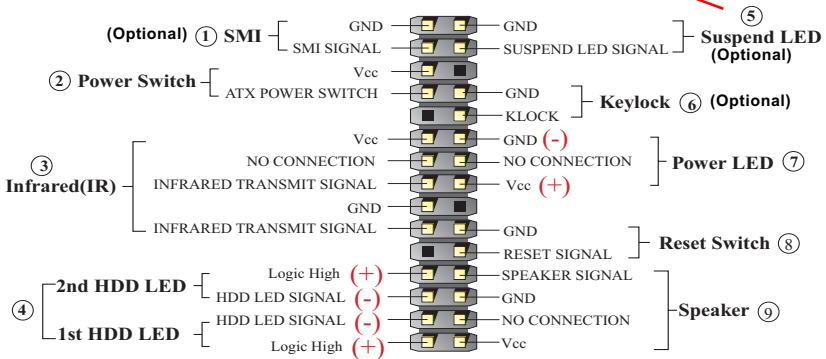 (Optional) ① SMI
GND
SMI SIGNAL
② Power Switch
Vcc
ATX POWER SWITCH
③
Infrared(IR)
Vcc
NO CONNECTION
INFRARED TRANSMIT SIGNAL
GND
INFRARED TRANSMIT SIGNAL
④
2nd HDD LED
Logic High (+)
HDD LED SIGNAL (-)
1st HDD LED
HDD LED SIGNAL (-)
Logic High (+)
GND
SUSPEND LED SIGNAL
⑤
Suspend LED
(Optional)
GND
KLOCK
Keylock ⑥ (Optional)
GND (-)
NO CONNECTION
Vcc (+)
Power LED ⑦
GND
RESET SIGNAL
Reset Switch ⑧
SPEAKER SIGNAL
GND
NO CONNECTION
Vcc
Speaker ⑨